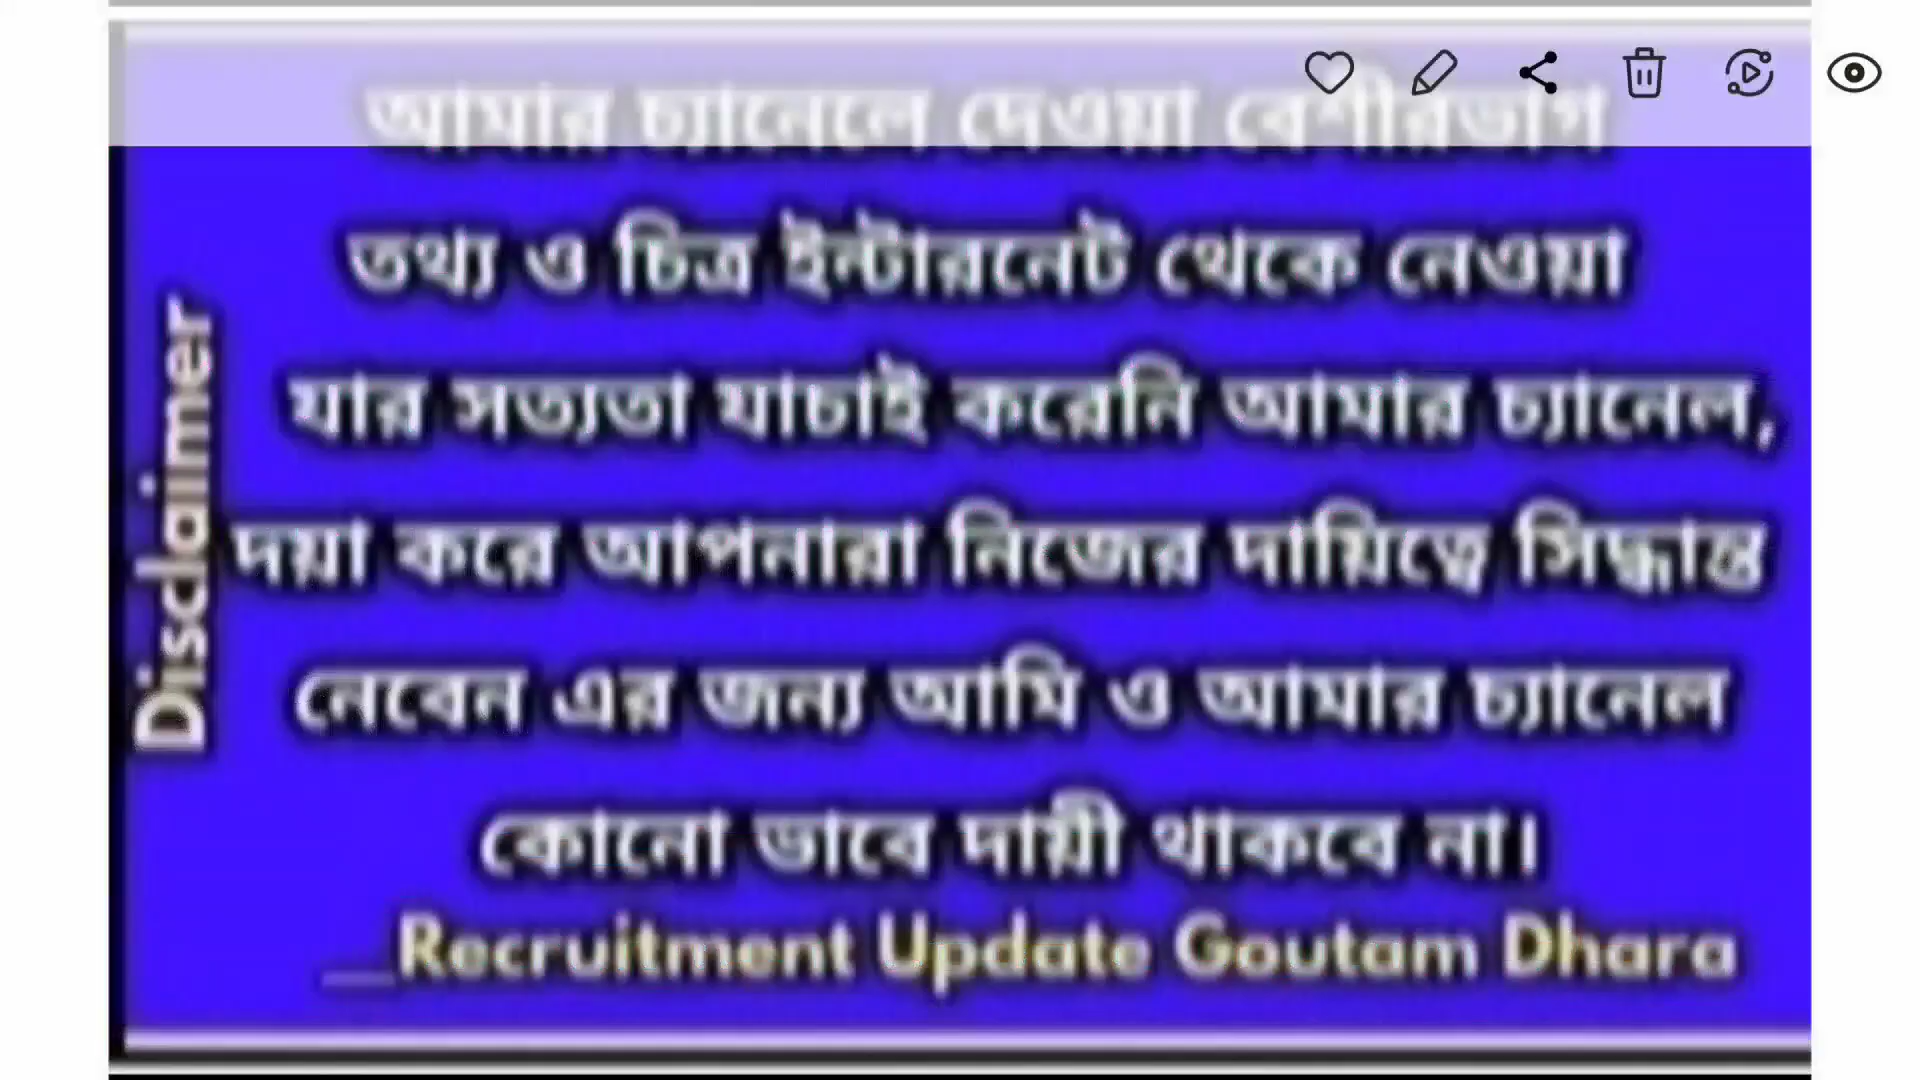 Disclaimer
আমার চ্যানেলে দেওয়া বেশীরভাগ
তথ্য ও চিত্র ইন্টারনেট থেকে নেওয়া
যার সত্যতা যাচাই করেনি আমার চ্যানেল,
দয়া করে আপনারা নিজের দায়িত্বে সিদ্ধান্ত
নেবেন এর জন্য আমি ও আমার চ্যানেল
কোনো ভাবে দায়ী থাকবে না।
__Recruitment Update Goutam Dhara